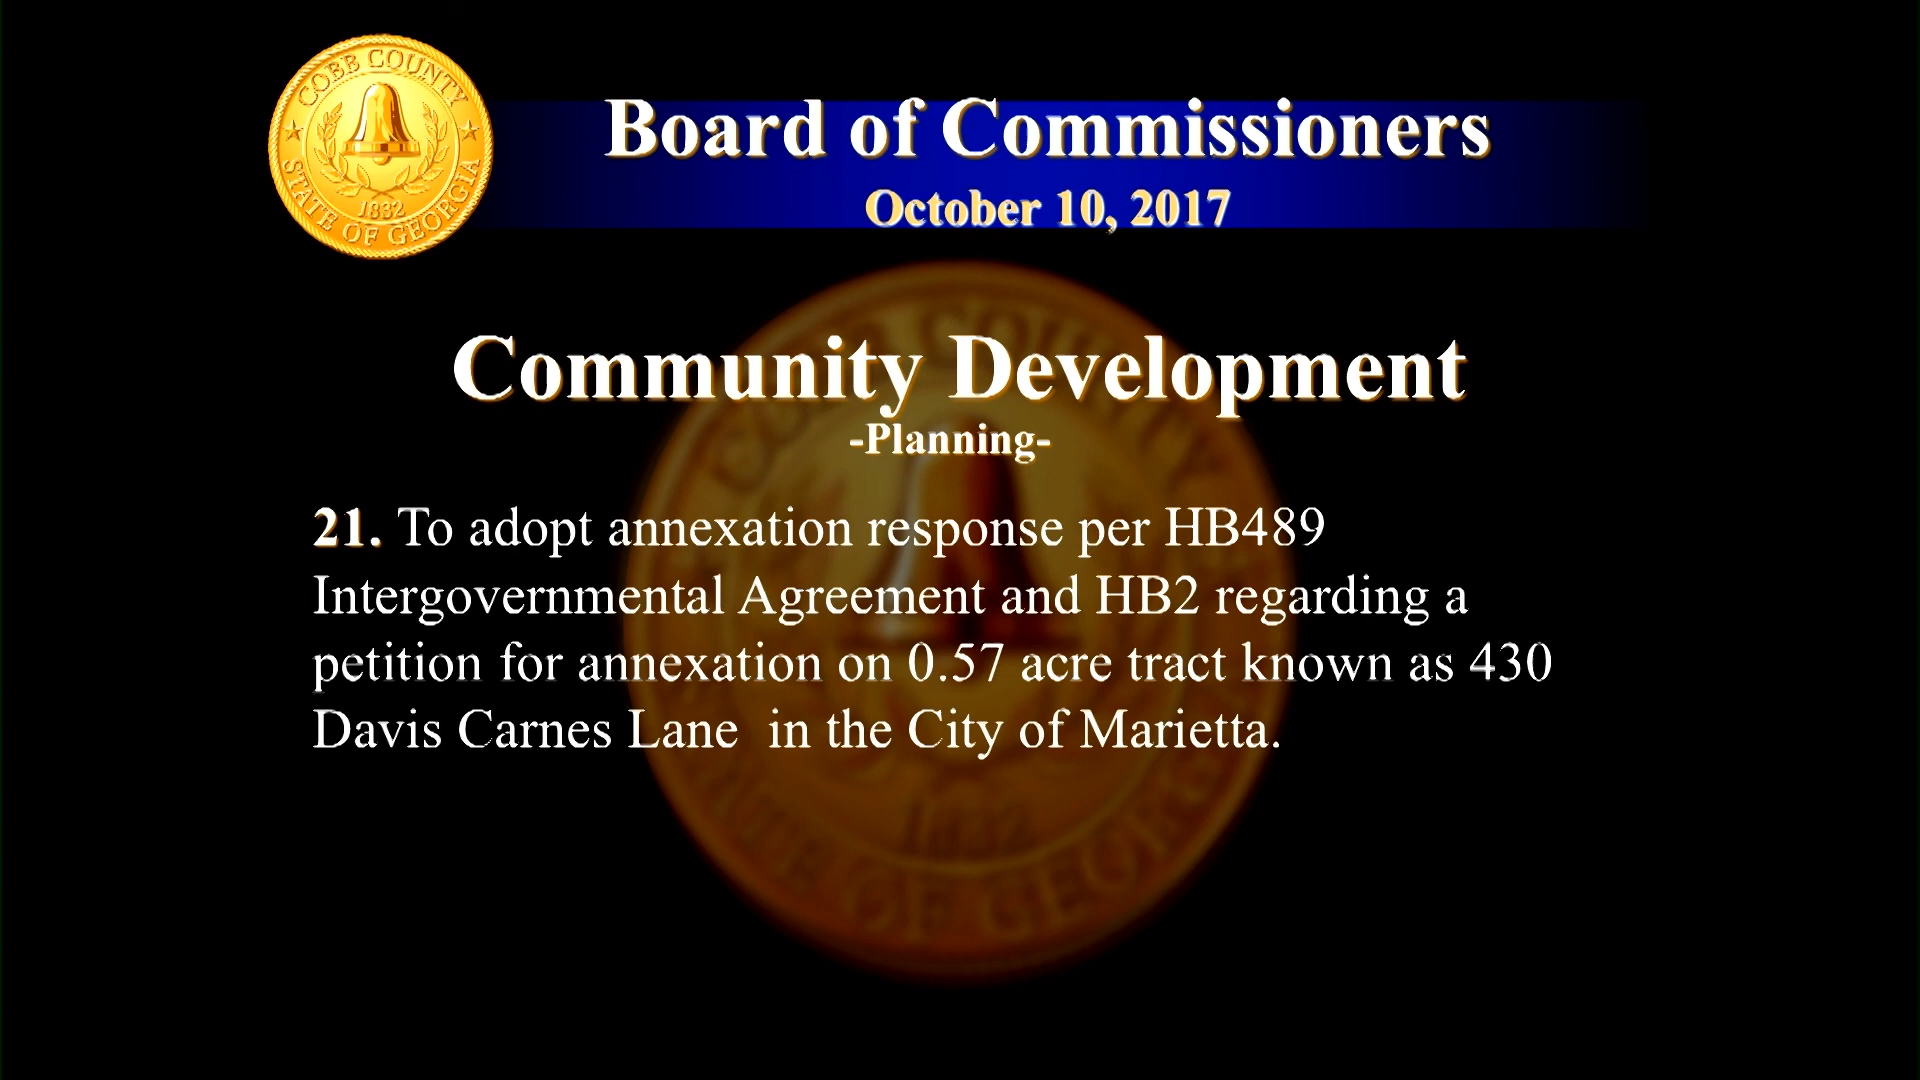 COBB COUNTY
1832
STATE OF GEORGIA
Board of Commissioners
October 10, 2017
Community Development
-Planning-
21. To adopt annexation response per HB489
Intergovernmental Agreement and HB2 regarding a
petition for annexation on 0.57 acre tract known as 430
Davis Carnes Lane  in the City of Marietta.